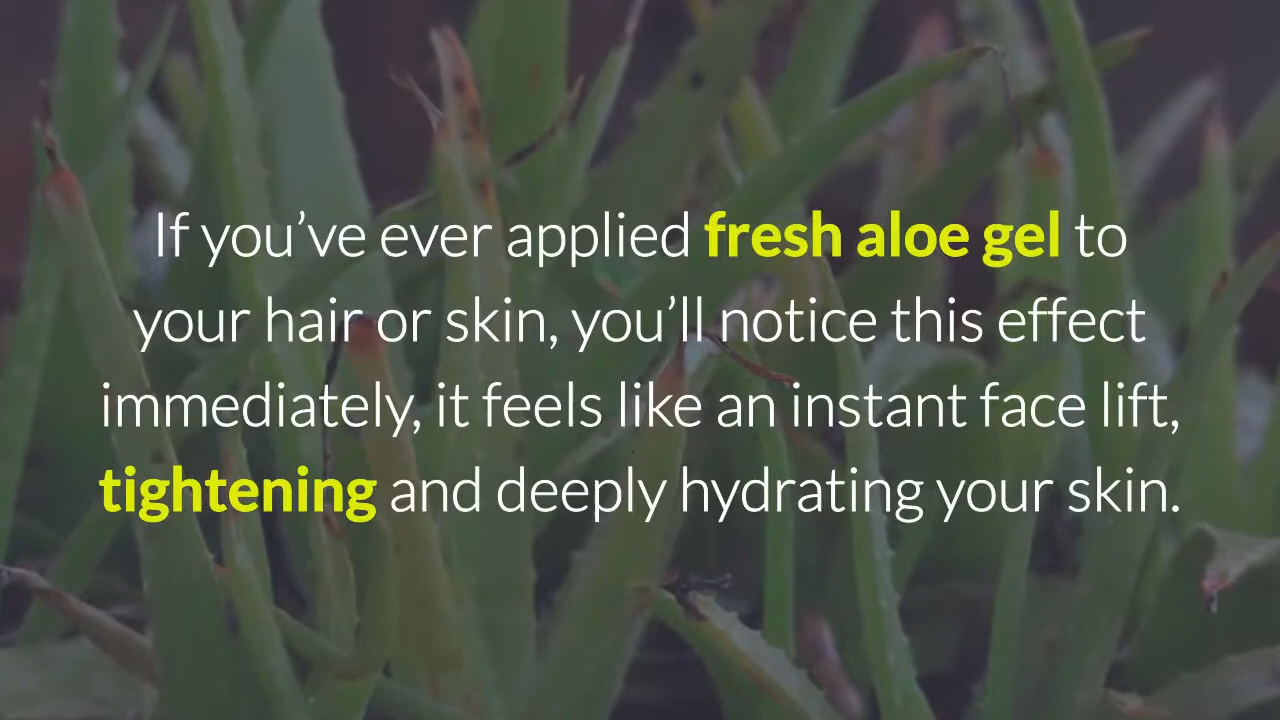 If you’ve ever applied fresh aloe gel to
your hair or skin, you’ll notice this effect
immediately, it feels like an instant face lift,
tightening and deeply hydrating your skin.